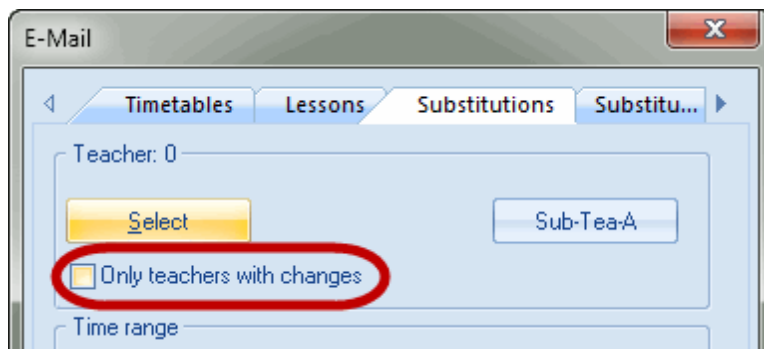 E-Mail
Timetables Lessons Substitutions Substitu...
Teacher: 0
Select Sub-Tea-A
Only teachers with changes
Time range